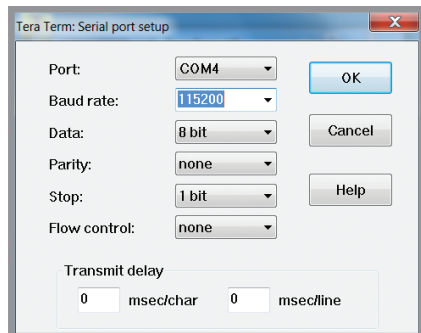 Tera Term: Serial port setup
Port: COM4 OK
Baud rate: 115200
Data: 8 bit Cancel
Parity: none
Stop: 1 bit Help
Flow control: none
Transmit delay
0 msec/char 0 msec/line